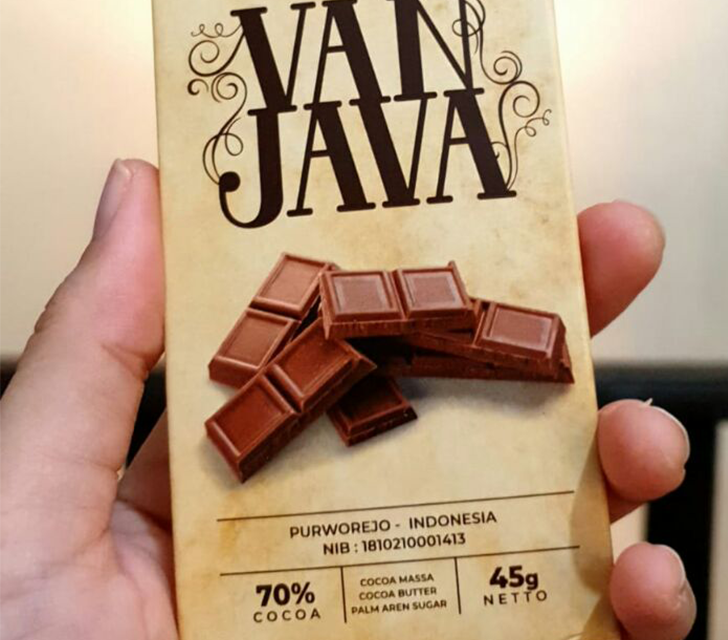 VAN
JAVA
PURWOREJO - INDONESIA
NIB : 1810210001413
70%
COCOA
COCOA MASSA
COCOA BUTTER
PALM AREN SUGAR
45g
NETTO